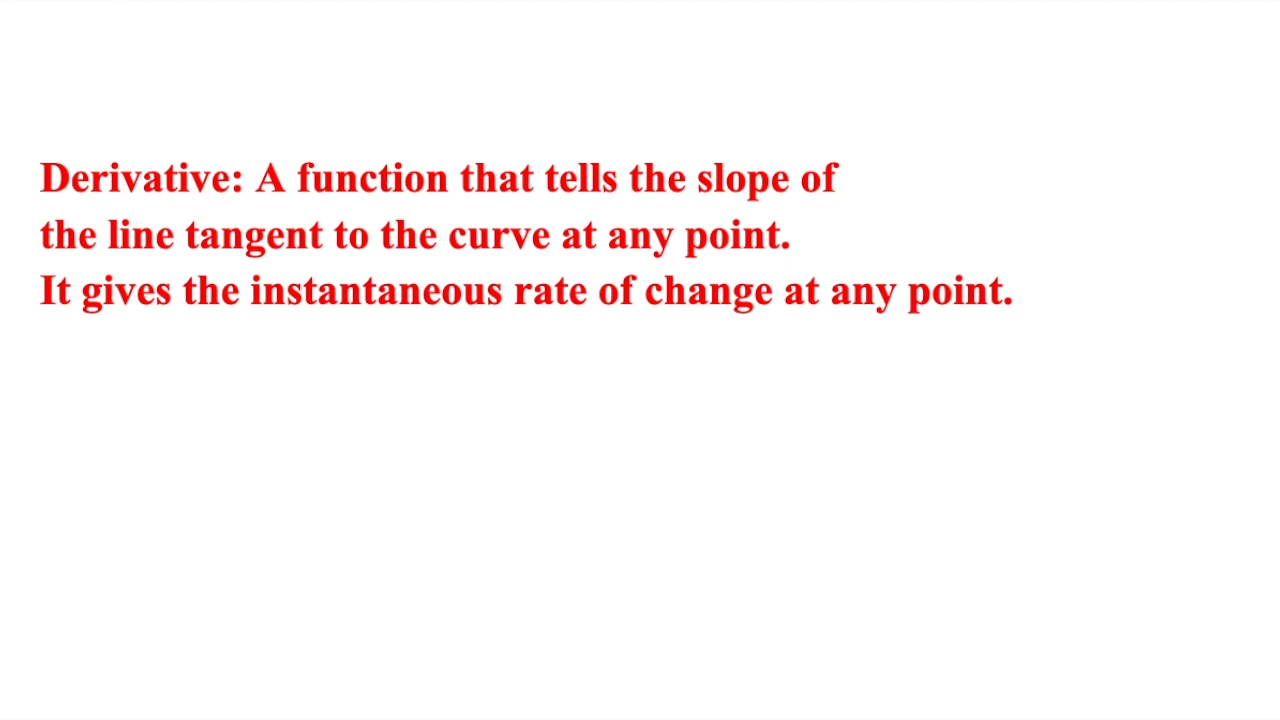 Derivative: A function that tells the slope of
the line tangent to the curve at any point.
It gives the instantaneous rate of change at any point.